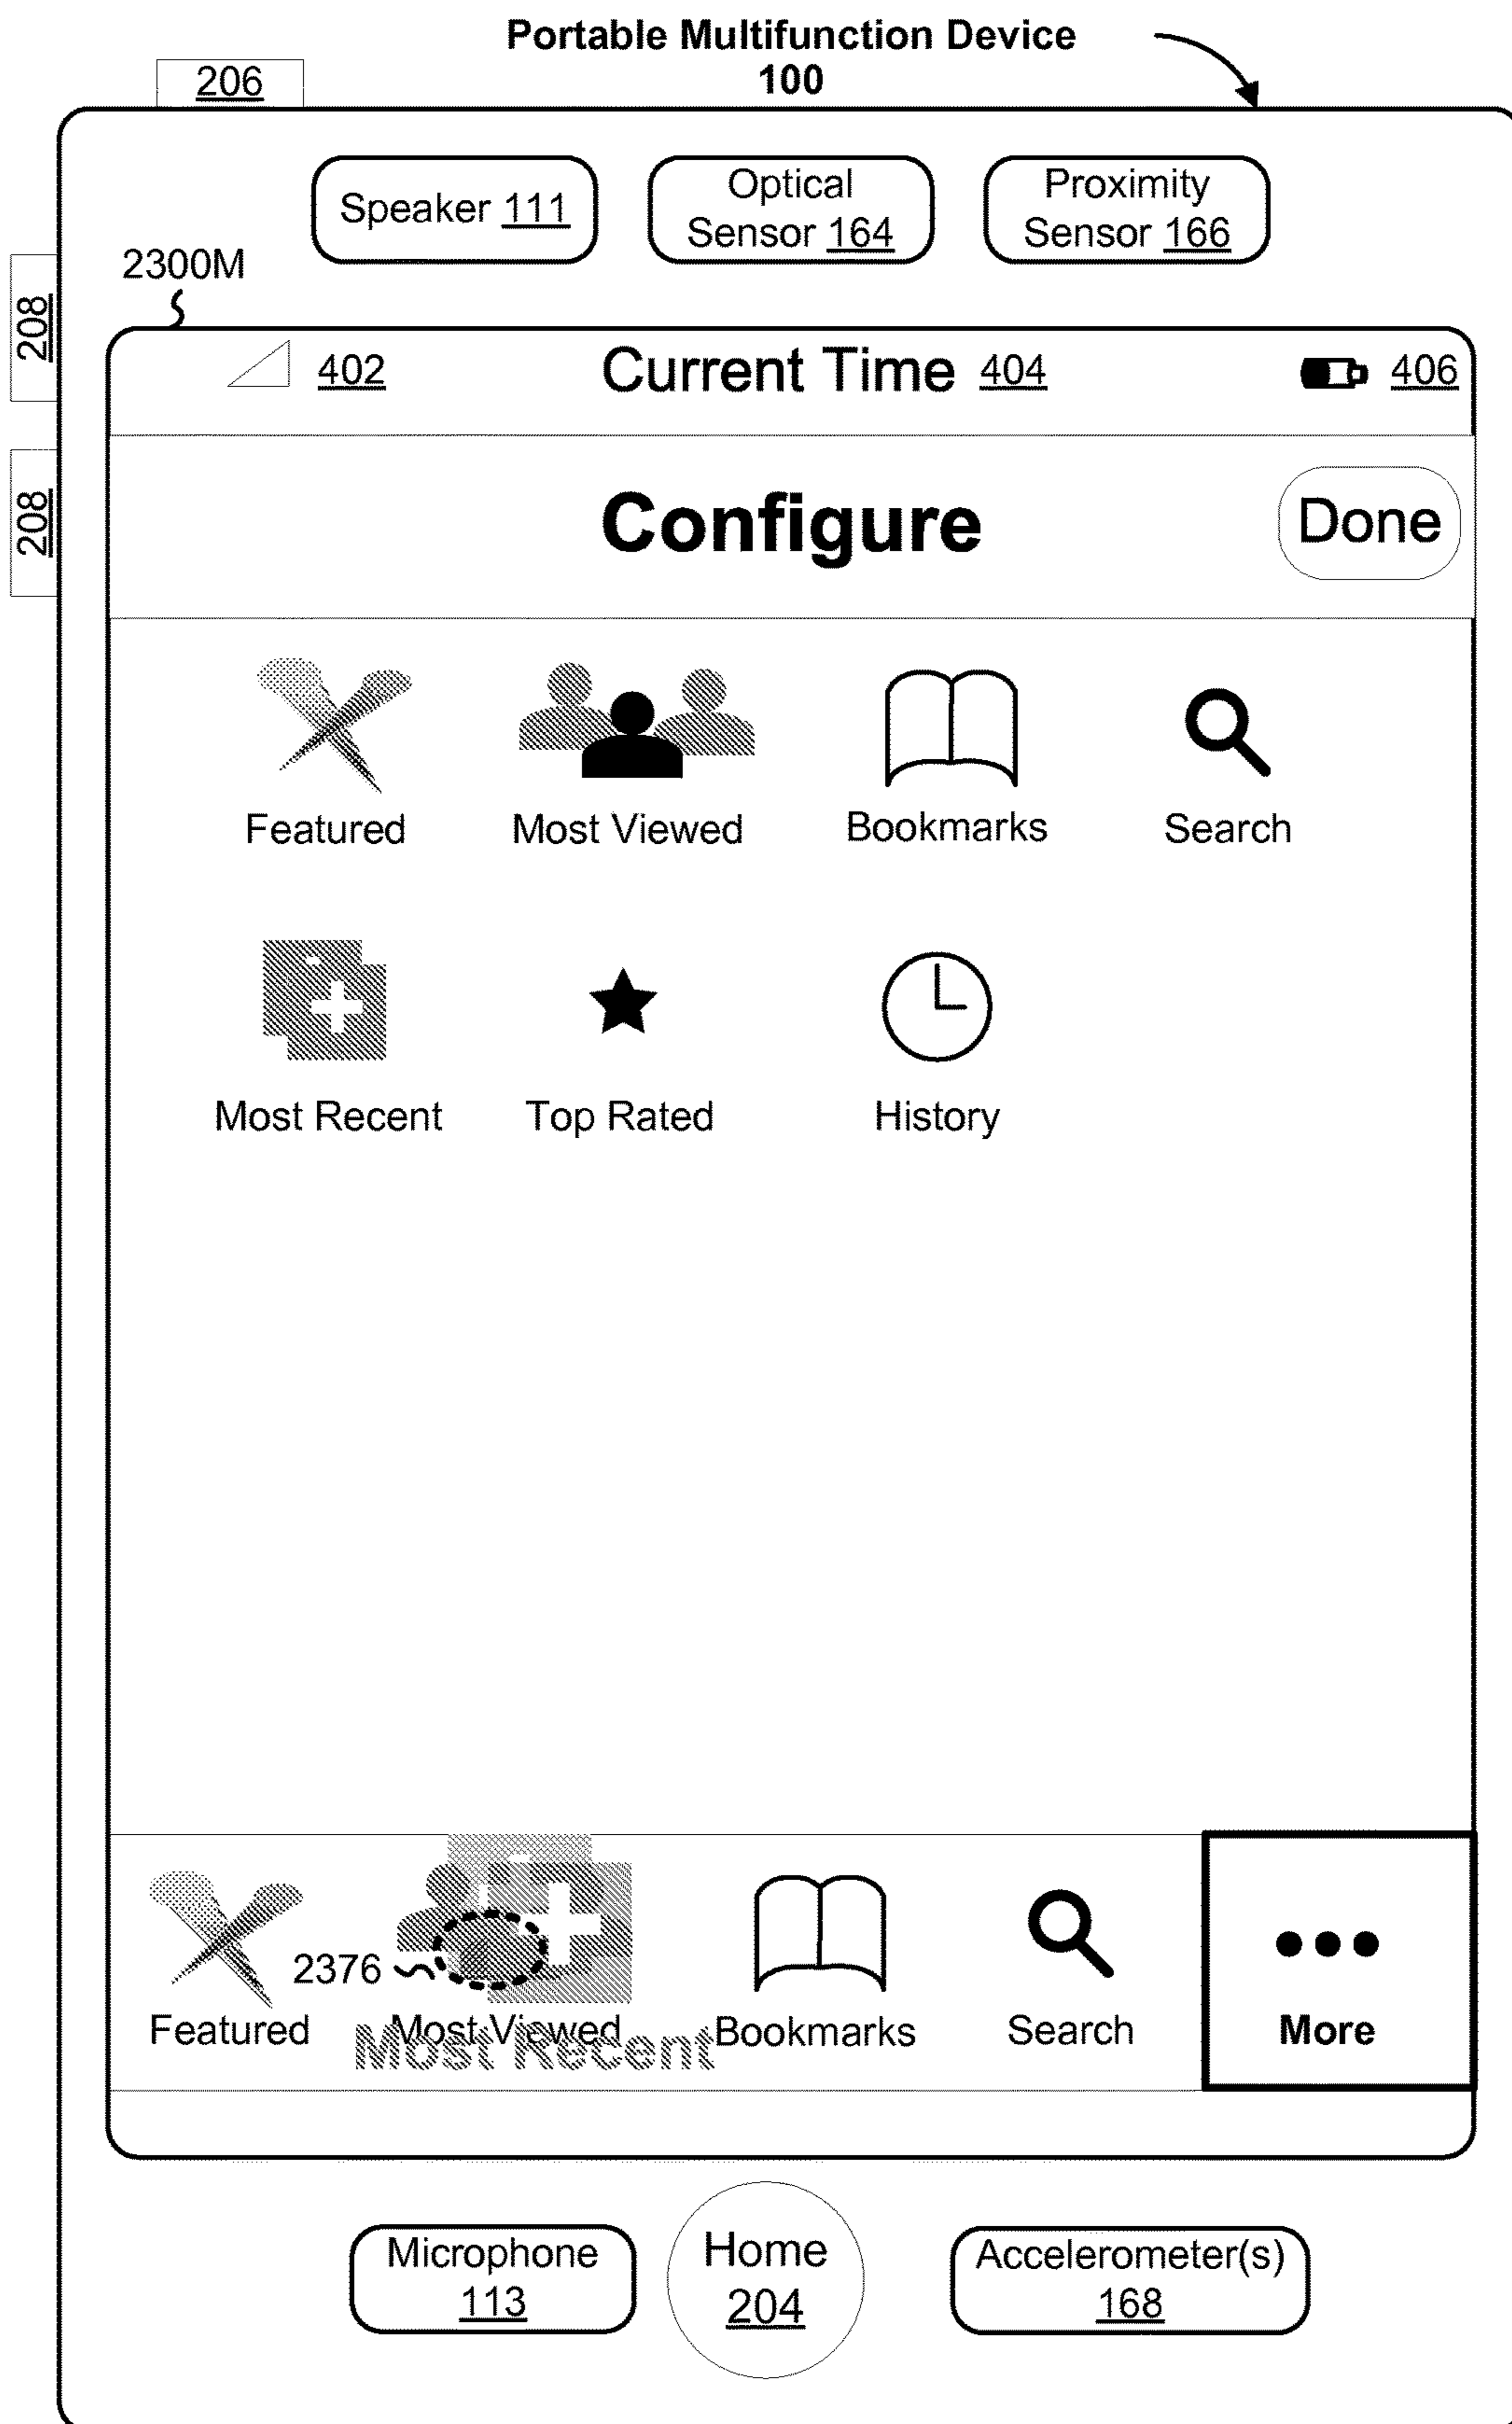 Portable Multifunction Device
100
206
Speaker 111
Optical
Sensor 164
Proximity
Sensor 166
2300M
208
402
Current Time 404
406
208
Configure
Done
Featured
Most Viewed
Bookmarks
Search
Most Recent
Top Rated
History
2376
Featured
Most Viewed
Bookmarks
Search
More
Most Recent
Microphone
113
Home
204
Accelerometer(s)
168